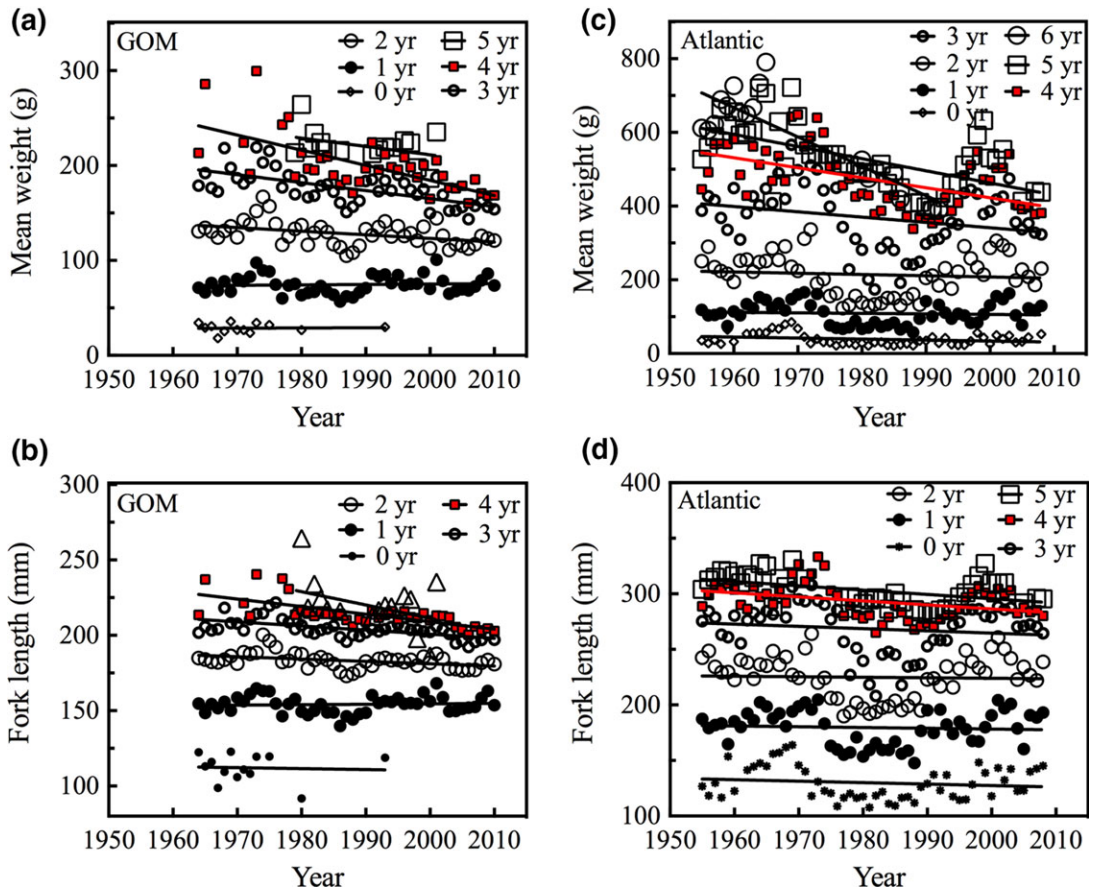 (a)
GOM
2 yr
5 yr
1 yr
4 yr
0 yr
3 yr
Mean weight (g)
300
200
100
0
1950 1960 1970 1980 1990 2000 2010
Year
(c)
Atlantic
3 yr
6 yr
2 yr
5 yr
1 yr
4 yr
0 yr
Mean weight (g)
800
600
400
200
0
1950 1960 1970 1980 1990 2000 2010
Year
(b)
GOM
2 yr
4 yr
1 yr
3 yr
0 yr
Fork length (mm)
300
250
200
150
100
1950 1960 1970 1980 1990 2000 2010
Year
(d)
Atlantic
2 yr
5 yr
1 yr
4 yr
0 yr
3 yr
Fork length (mm)
400
300
200
100
1950 1960 1970 1980 1990 2000 2010
Year